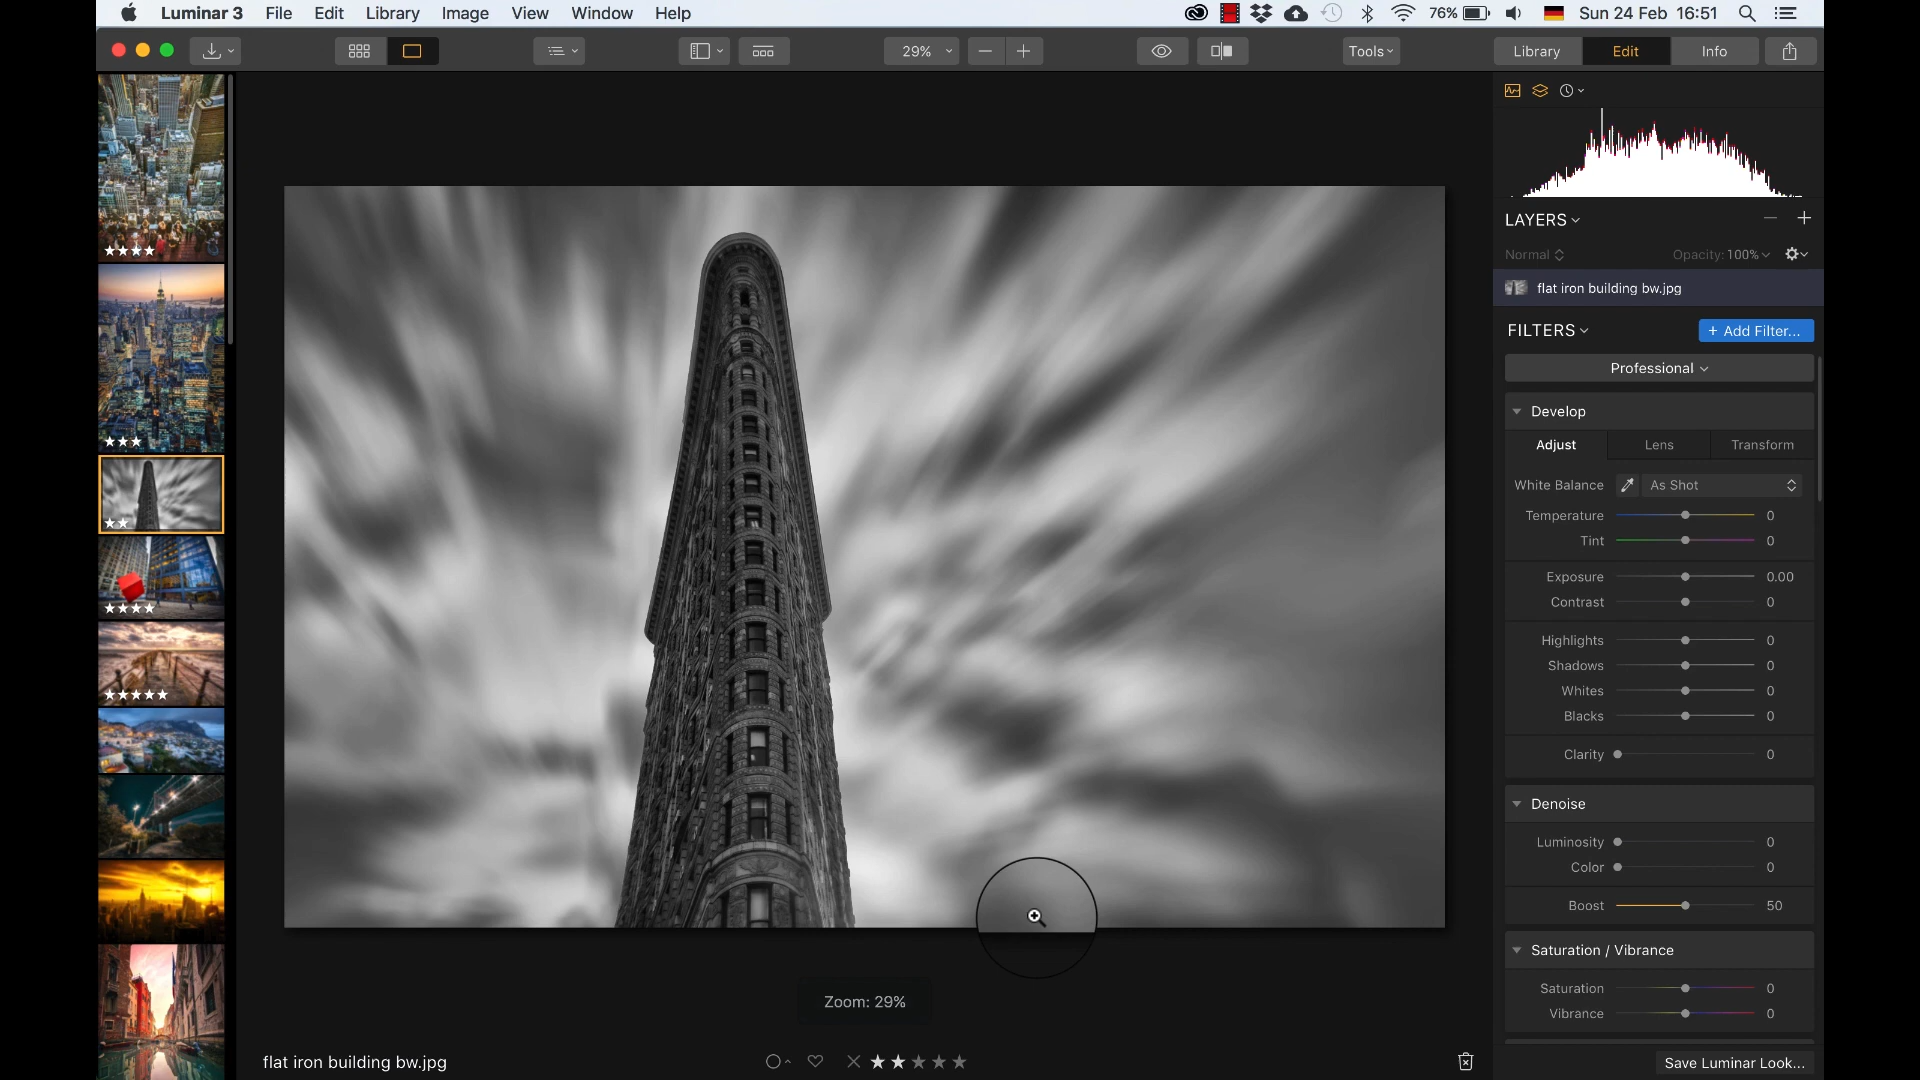 Luminar 3 File Edit Library Image View Window Help 76% Sun 24 Feb 16:51
29% Tools Library Edit Info
LAYERS
Normal Opacity: 100%
flat iron building bw.jpg
FILTERS + Add Filter...
Professional
Develop
Adjust Lens Transform
White Balance As Shot
Temperature 0
Tint 0
Exposure 0.00
Contrast 0
Highlights 0
Shadows 0
Whites 0
Blacks 0
Clarity 0
Denoise
Luminosity 0
Color 0
Boost 50
Saturation / Vibrance
Saturation 0
Vibrance 0
Zoom: 29%
flat iron building bw.jpg
Save Luminar Look...